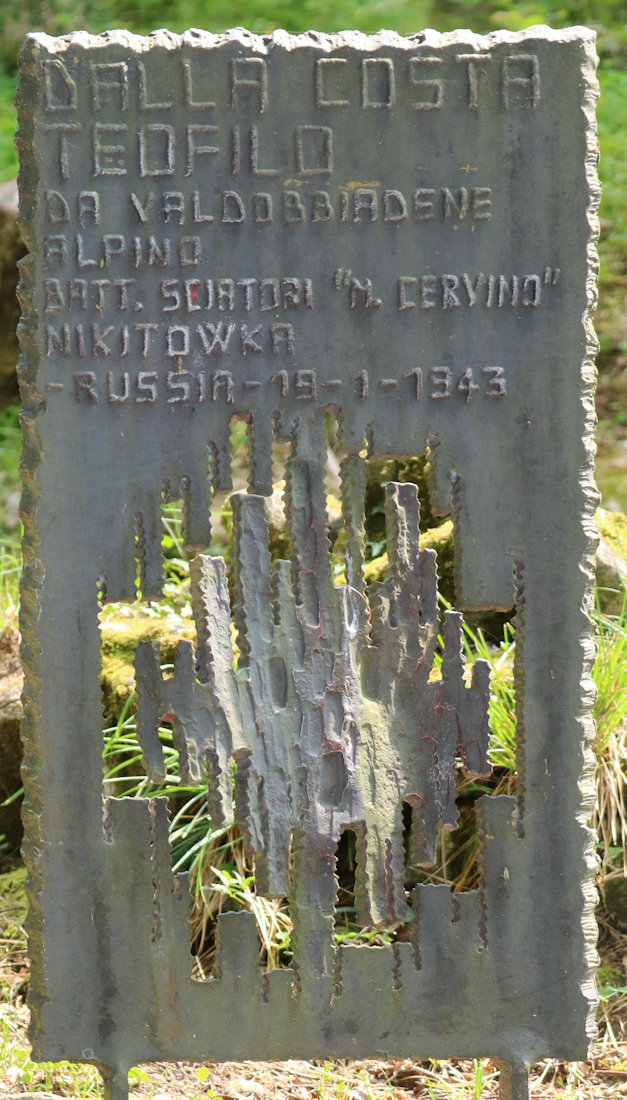 DALLA COSTA
TEOFILO
DA VALDOBBIADENE
ALPINO
BATT. SCIATORI "M. CERVINO"
NIKITOWKA
-RUSSIA-19-1-1943